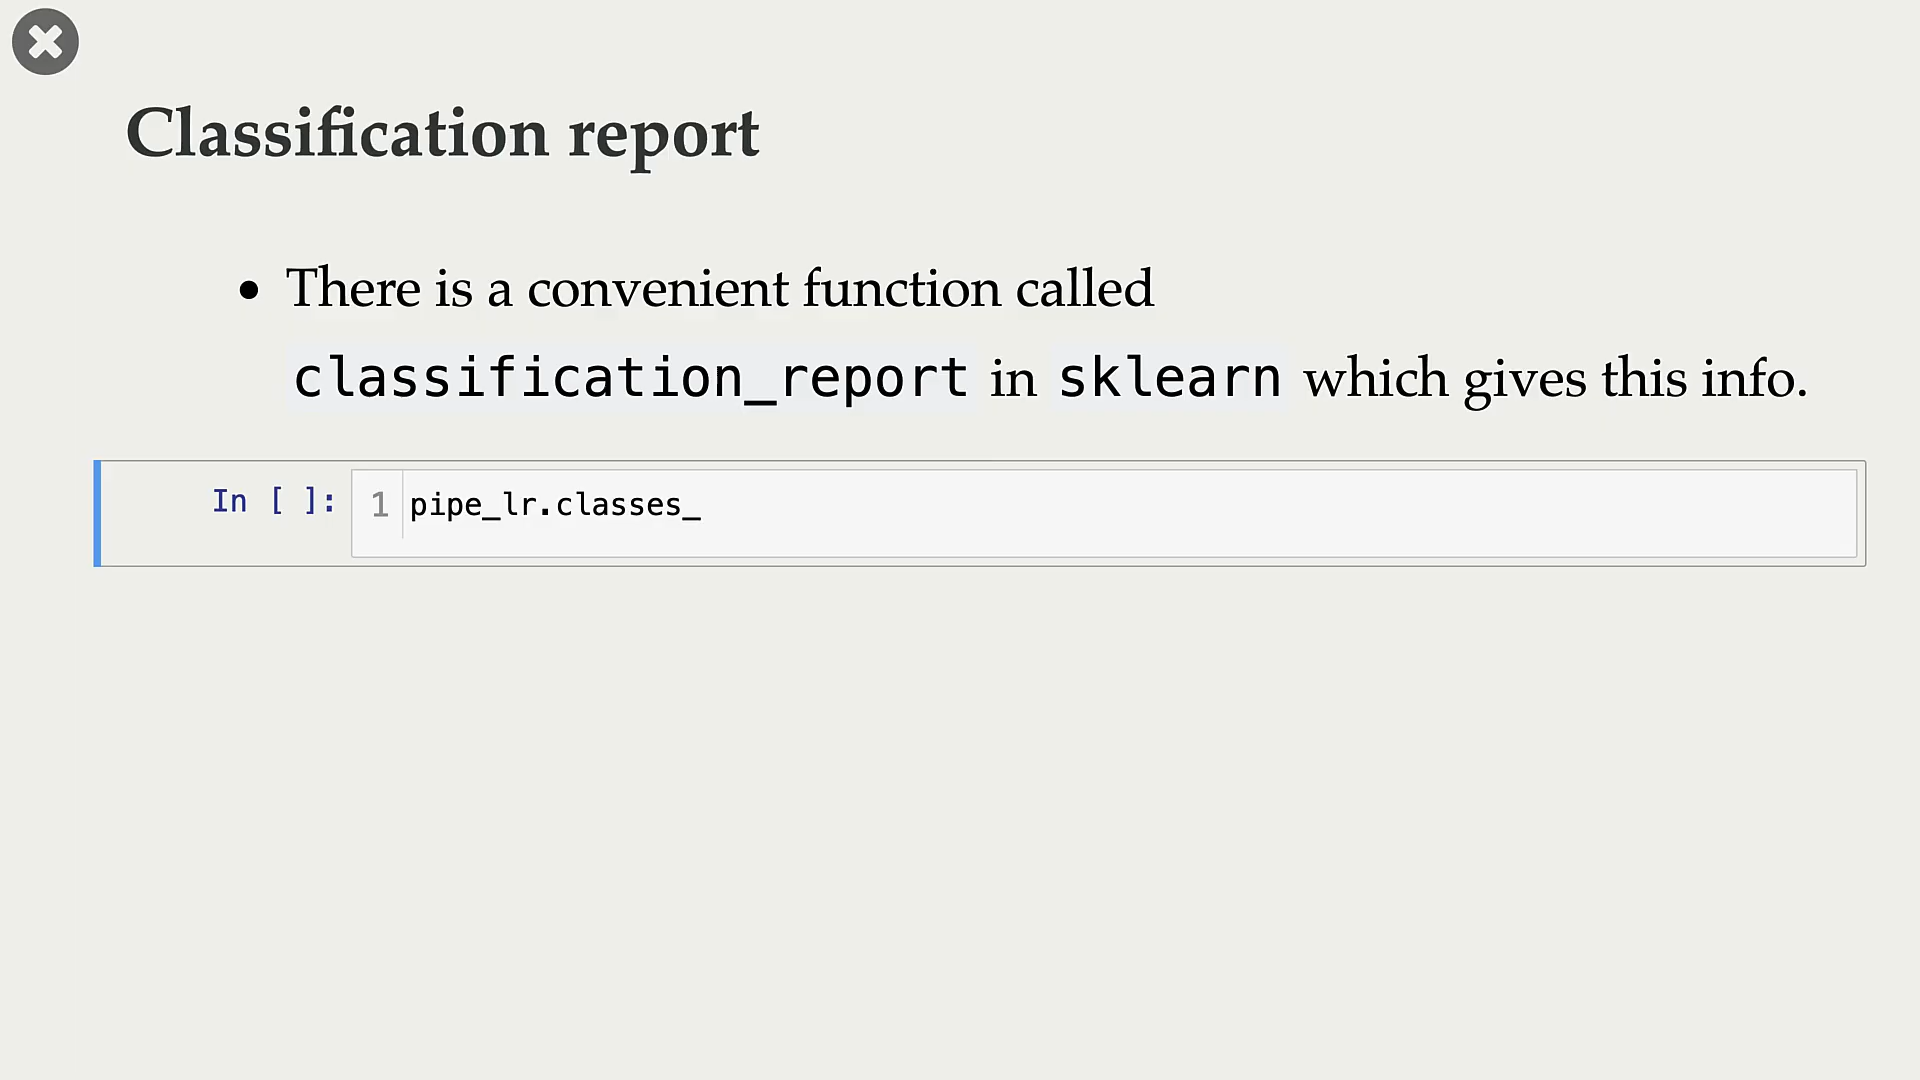 Classification report
• There is a convenient function called
classification_report in sklearn which gives this info.
In [ ]: 1 pipe_lr.classes_